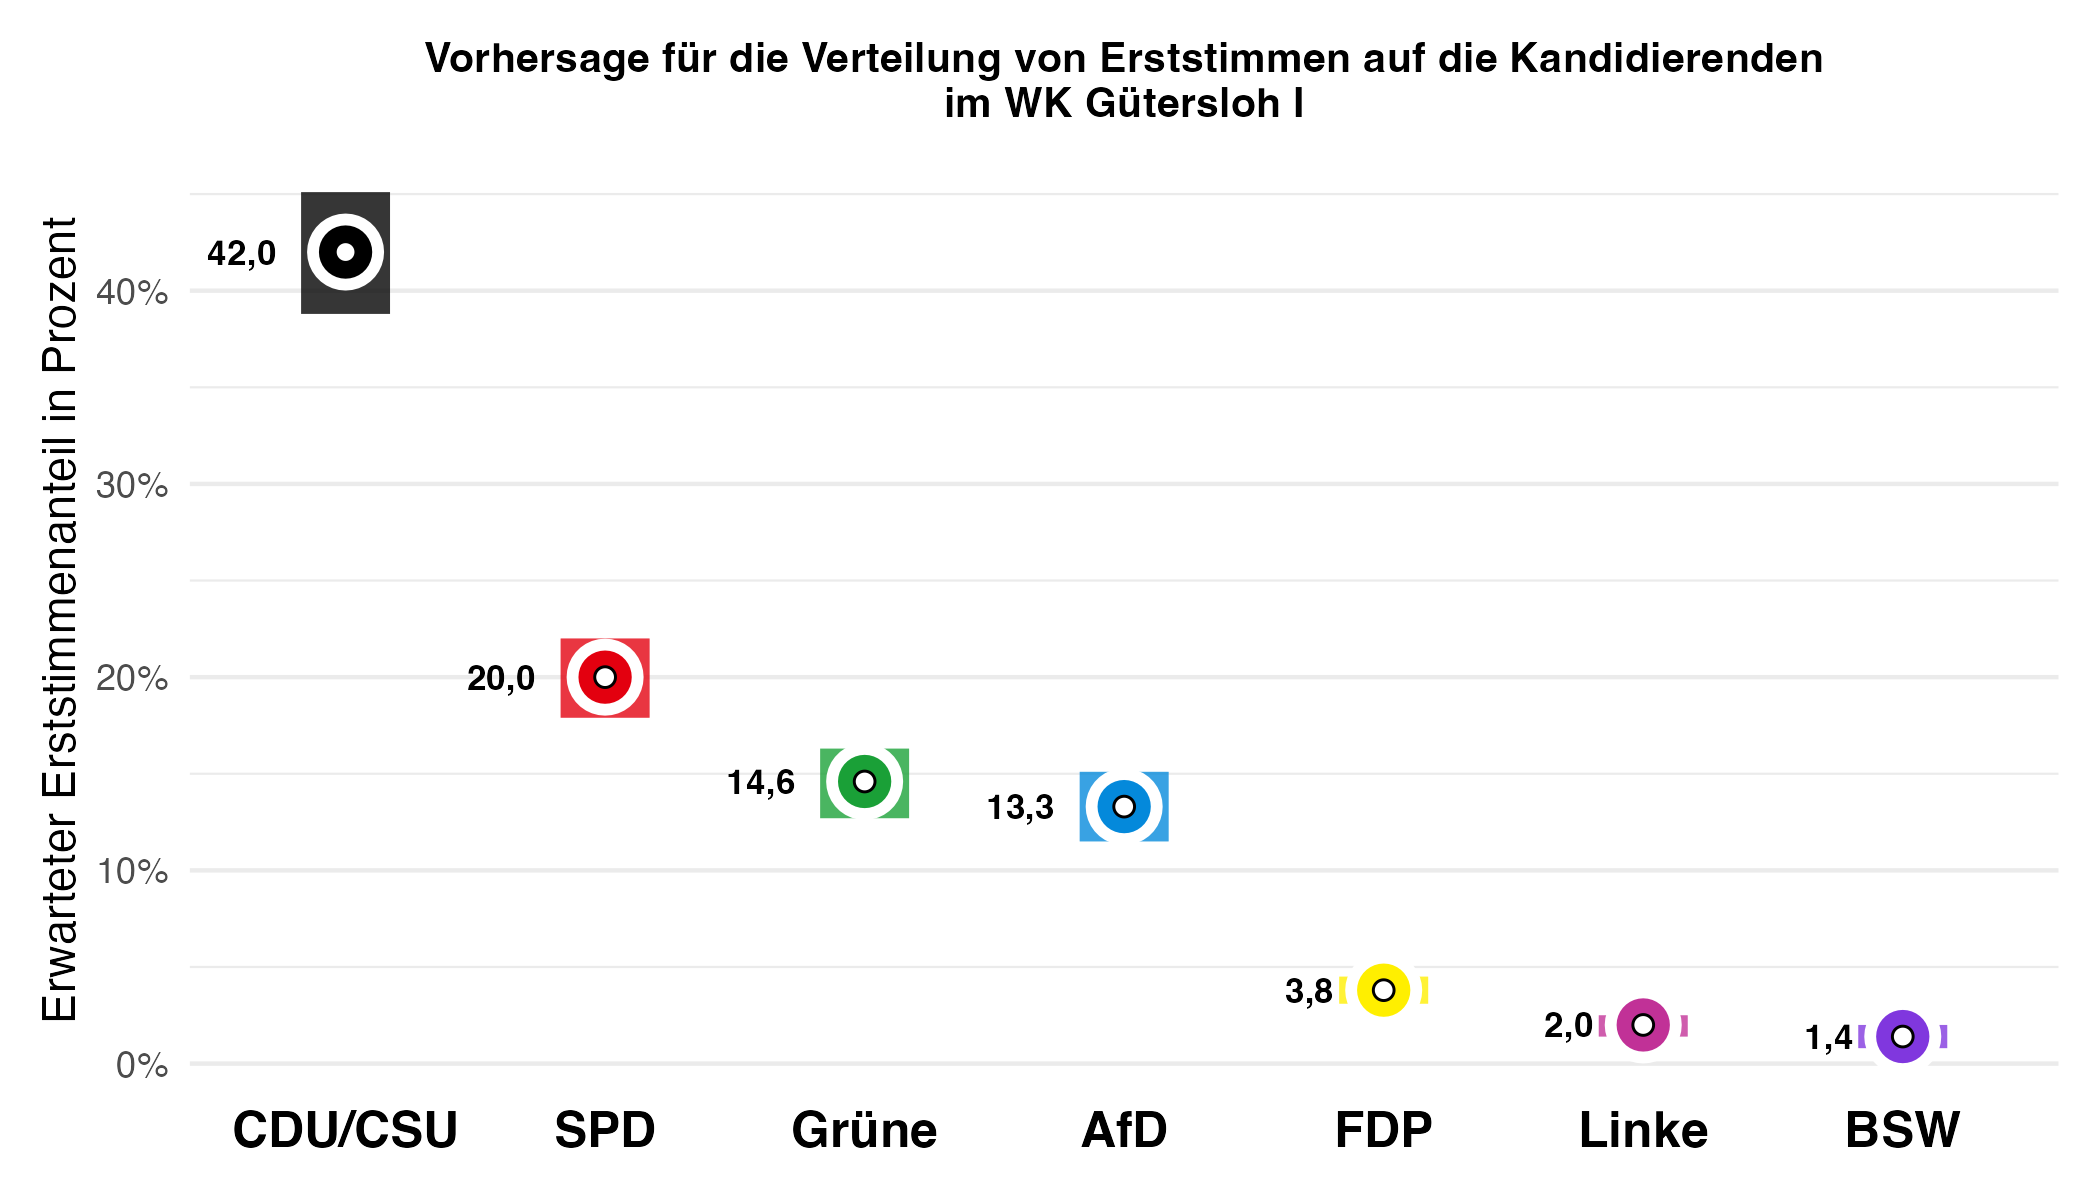 Vorhersage für die Verteilung von Erststimmen auf die Kandidierenden
im WK Gütersloh I
Erwarteter Erststimmenanteil in Prozent
40%
30%
20%
10%
0%
42,0
20,0
14,6
13,3
3,8
2,0
1,4
CDU/CSU
SPD
Grüne
AfD
FDP
Linke
BSW